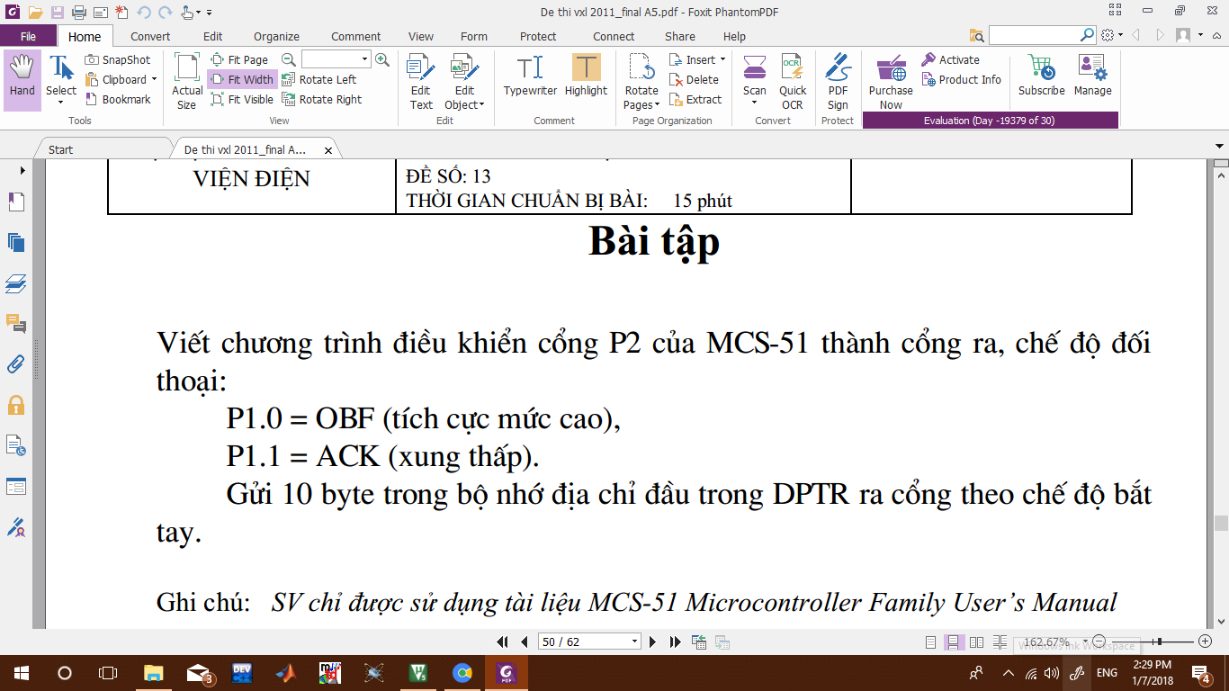 De thi vxl 2011_final A5.pdf - Foxit PhantomPDF
File Home Convert Edit Organize Comment View Form Protect Connect Share Help
Hand
Select
SnapShot
Clipboard
Bookmark
Tools
Actual Size
Fit Page
Fit Width
Fit Visible
Rotate Left
Rotate Right
View
Edit Text
Edit Object
Edit
Typewriter
Highlight
Comment
Rotate Pages
Insert
Delete
Extract
Page Organization
Scan
Quick OCR
Convert
PDF Sign
Protect
Purchase Now
Activate
Product Info
Subscribe
Manage
Evaluation (Day -19379 of 30)
Start
De thi vxl 2011_final A...
VIỆN ĐIỆN
ĐỀ SỐ: 13
THỜI GIAN CHUẨN BỊ BÀI: 15 phút
Bài tập
Viết chương trình điều khiển cổng P2 của MCS-51 thành cổng ra, chế độ đối
thoại:
P1.0 = OBF (tích cực mức cao),
P1.1 = ACK (xung thấp).
Gửi 10 byte trong bộ nhớ địa chỉ đầu trong DPTR ra cổng theo chế độ bắt
tay.
Ghi chú: SV chỉ được sử dụng tài liệu MCS-51 Microcontroller Family User's Manual
50 / 62
162.67%
Windows Ink Workspace
DEV
3
ENG
2:29 PM
1/7/2018
4